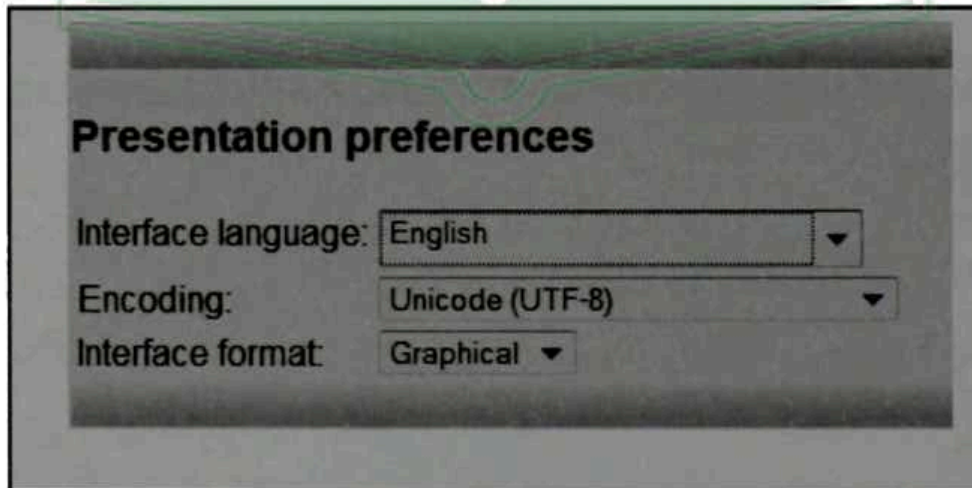 Presentation preferences
Interface language: English
Encoding: Unicode (UTF-8)
Interface format: Graphical